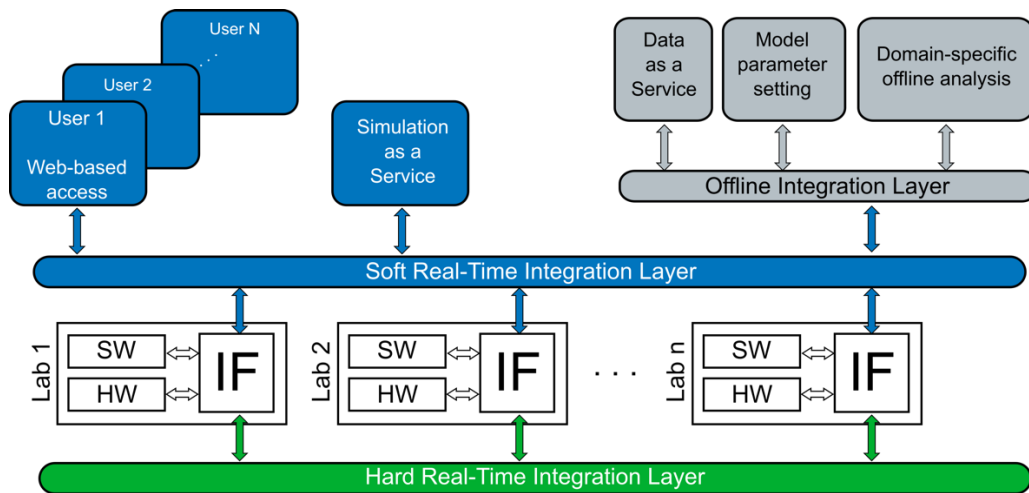 User N
. . .
User 2
User 1
Web-based
access
Simulation
as a
Service
Data
as a
Service
Model
parameter
setting
Domain-specific
offline analysis
Offline Integration Layer
Soft Real-Time Integration Layer
Lab 1
SW
HW
IF
Lab 2
SW
HW
IF
. . .
Lab n
SW
HW
IF
Hard Real-Time Integration Layer